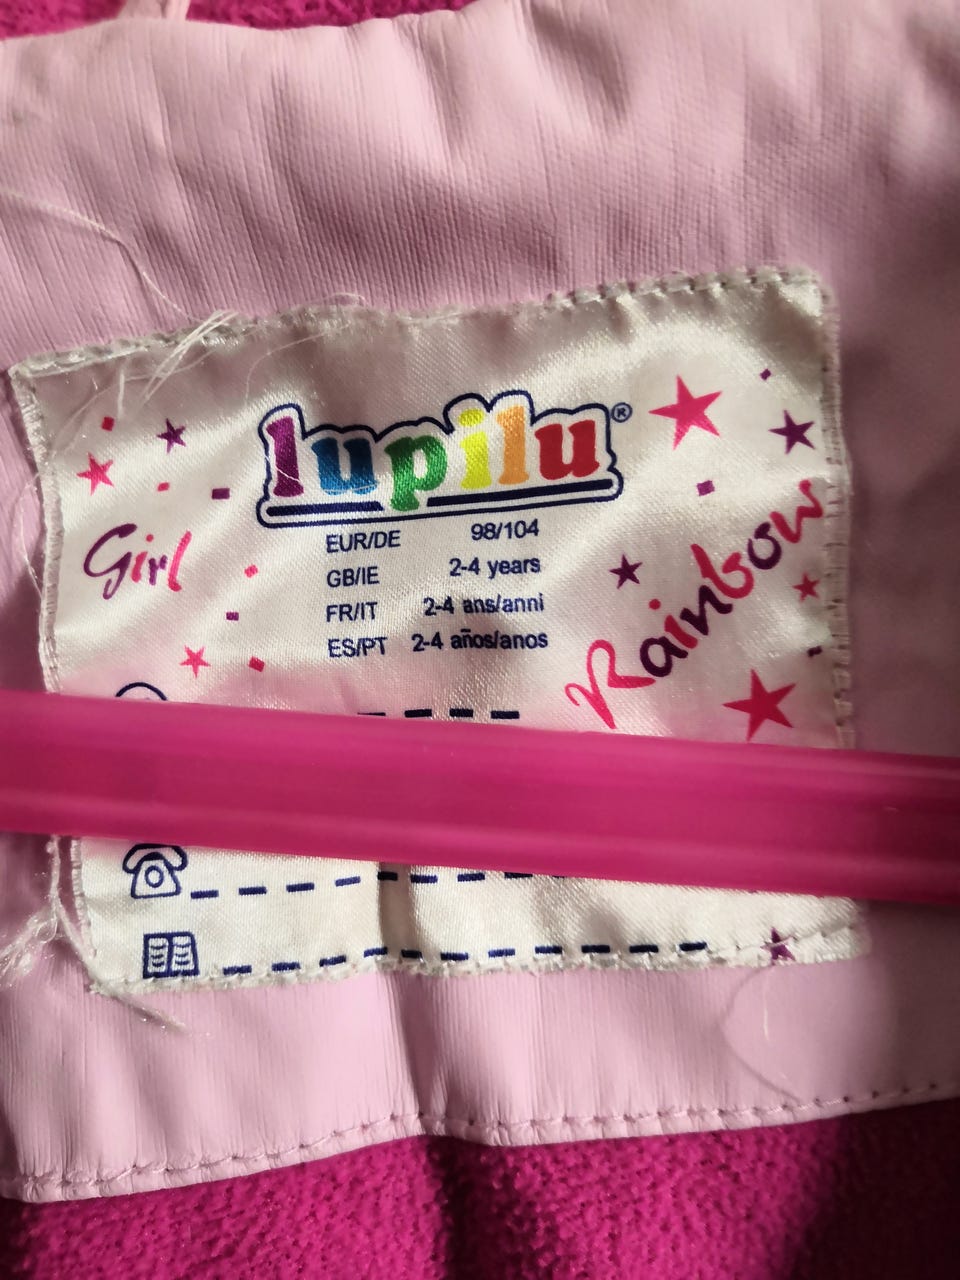 lupilu®
Girl
EUR/DE 98/104
GB/IE 2-4 years
FR/IT 2-4 ans/anni
ES/PT 2-4 años/anos
Rainbow